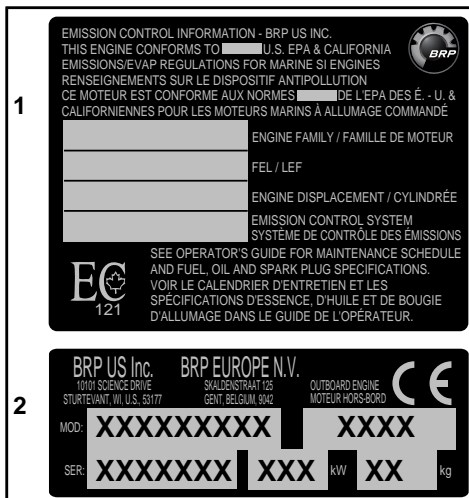 1
EMISSION CONTROL INFORMATION - BRP US INC.
THIS ENGINE CONFORMS TO U.S. EPA & CALIFORNIA
EMISSIONS/EVAP REGULATIONS FOR MARINE SI ENGINES
RENSEIGNEMENTS SUR LE DISPOSITIF ANTIPOLLUTION
CE MOTEUR EST CONFORME AUX NORMES DE L'EPA DES É. - U. &
CALIFORNIENNES POUR LES MOTEURS MARINS À ALLUMAGE COMMANDÉ
BRP
ENGINE FAMILY / FAMILLE DE MOTEUR
FEL / LEF
ENGINE DISPLACEMENT / CYLINDRÉE
EMISSION CONTROL SYSTEM
SYSTÈME DE CONTRÔLE DES ÉMISSIONS
EC
121
SEE OPERATOR'S GUIDE FOR MAINTENANCE SCHEDULE
AND FUEL, OIL AND SPARK PLUG SPECIFICATIONS.
VOIR LE CALENDRIER D'ENTRETIEN ET LES
SPÉCIFICATIONS D'ESSENCE, D'HUILE ET DE BOUGIE
D'ALLUMAGE DANS LE GUIDE DE L'OPÉRATEUR.
2
BRP US Inc.
10101 SCIENCE DRIVE
STURTEVANT, WI, U.S., 53177
BRP EUROPE N.V.
SKALDENSTRAAT 125
GENT, BELGIUM, 9042
OUTBOARD ENGINE
MOTEUR HORS-BORD
CE
MOD: XXXXXXXXX XXXX
SER: XXXXXXX XXX kW XX kg